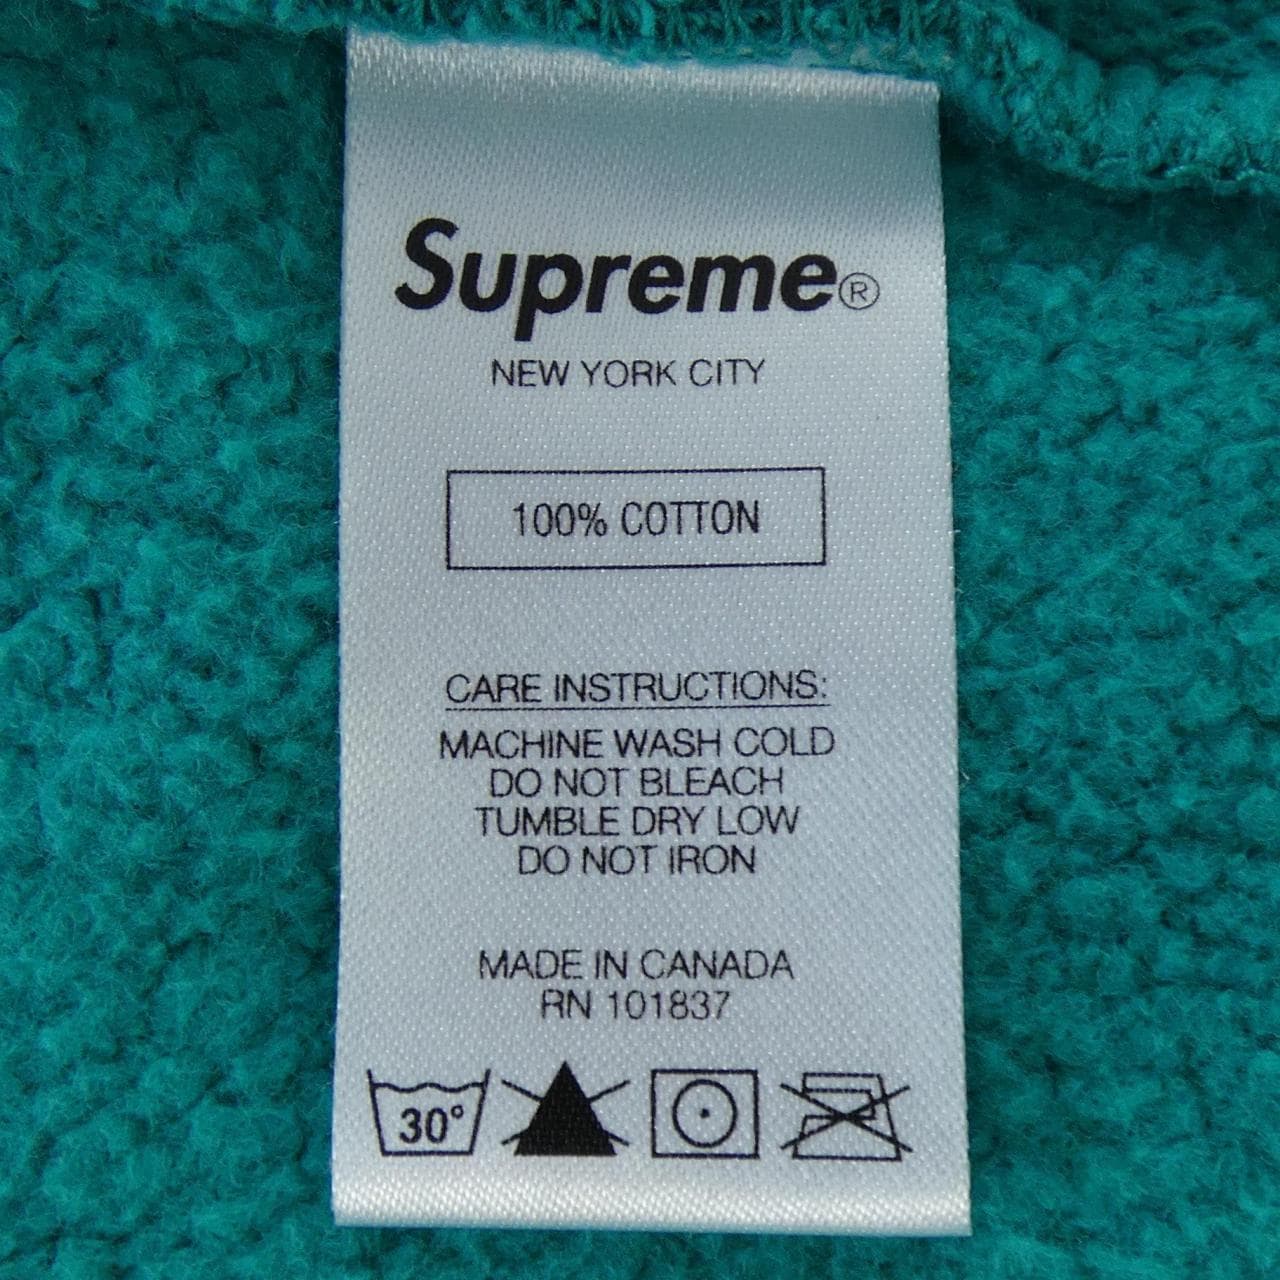 Supreme®
NEW YORK CITY
100% COTTON
CARE INSTRUCTIONS:
MACHINE WASH COLD
DO NOT BLEACH
TUMBLE DRY LOW
DO NOT IRON
MADE IN CANADA
RN 101837
30°